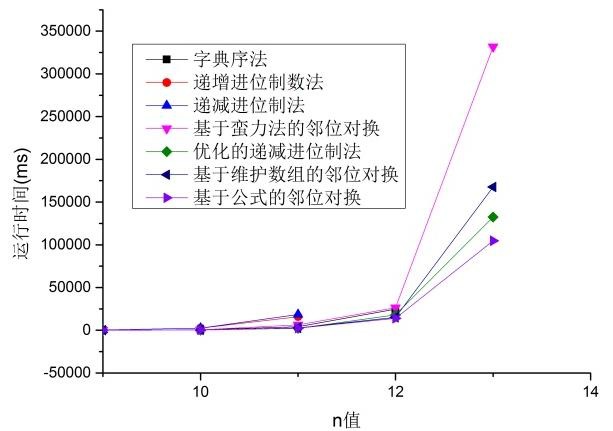 350000
300000
250000
200000
150000
100000
50000
0
-50000
运行时间(ms)
字典序法
递增进位制数法
递减进位制法
基于蛮力法的邻位对换
优化的递减进位制法
基于维护数组的邻位对换
基于公式的邻位对换
10 12 14
n值